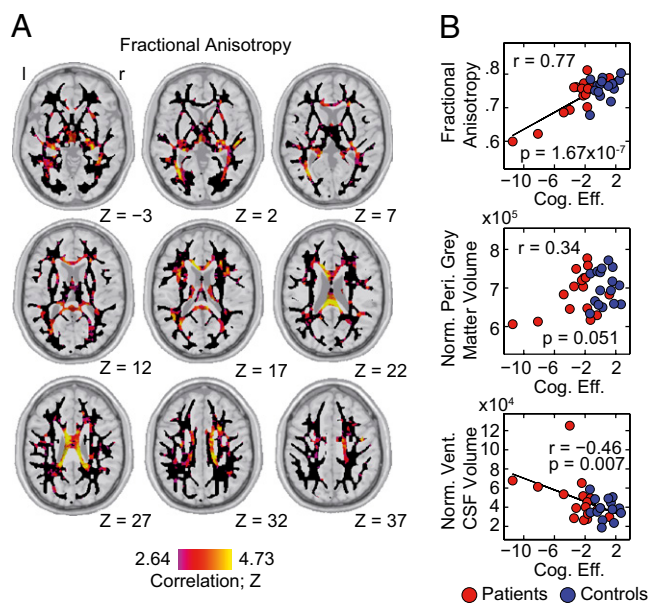 A
Fractional Anisotropy
l
r
Z = −3
Z = 2
Z = 7
Z = 12
Z = 17
Z = 22
Z = 27
Z = 32
Z = 37
2.64
4.73
Correlation; Z
B
Fractional
Anisotropy
.8
.7
.6
r = 0.77
p = 1.67x10-7
−10
−6
−2
2
Cog. Eff.
x10⁵
Norm. Peri. Grey
Matter Volume
8
7
6
r = 0.34
p = 0.051
−10
−6
−2
2
Cog. Eff.
x10⁴
Norm. Vent.
CSF Volume
12
10
8
6
4
2
r = −0.46
p = 0.007
−10
−6
−2
2
Cog. Eff.
Patients
Controls